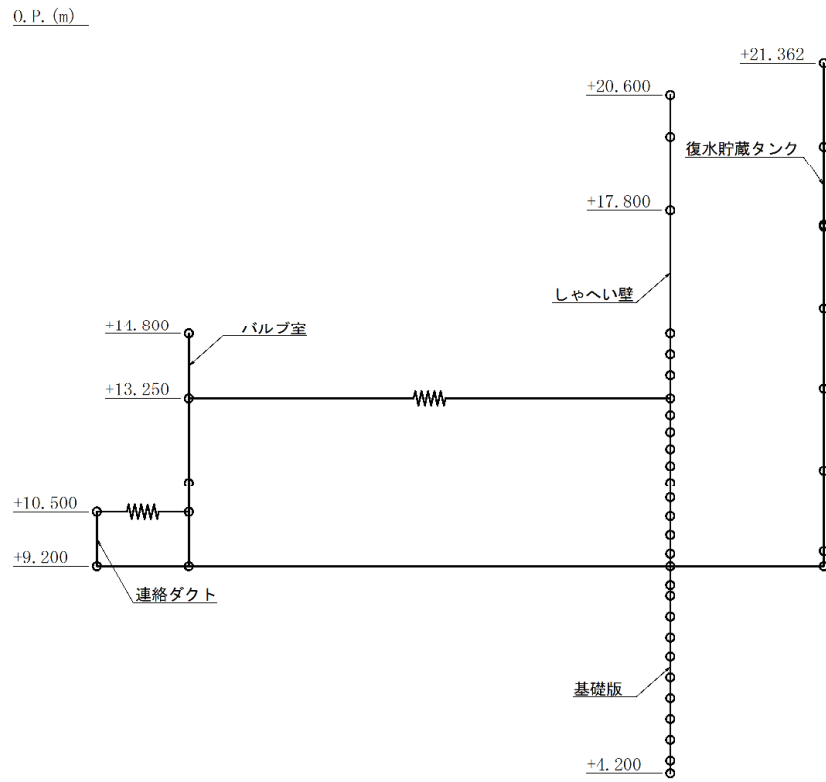 O.P.(m)
+21.362
+20.600
復水貯蔵タンク
+17.800
しゃへい壁
+14.800
バルブ室
+13.250
+10.500
+9.200
連絡ダクト
基礎版
+4.200